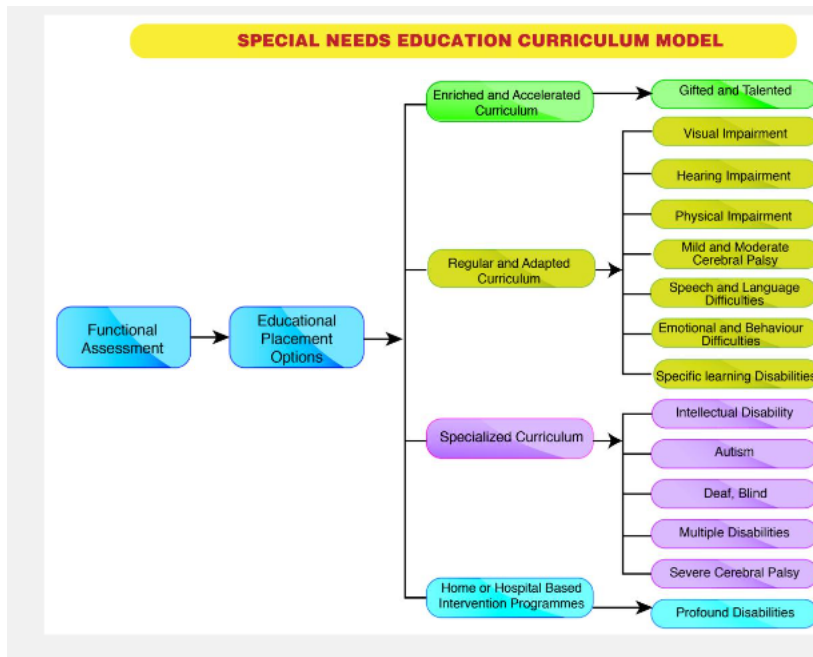 SPECIAL NEEDS EDUCATION CURRICULUM MODEL
Functional
Assessment
Educational
Placement
Options
Enriched and Accelerated
Curriculum
Gifted and Talented
Regular and Adapted
Curriculum
Visual Impairment
Hearing Impairment
Physical Impairment
Mild and Moderate
Cerebral Palsy
Speech and Language
Difficulties
Emotional and Behaviour
Difficulties
Specific learning Disabilities
Specialized Curriculum
Intellectual Disability
Autism
Deaf, Blind
Multiple Disabilities
Severe Cerebral Palsy
Home or Hospital Based
Intervention Programmes
Profound Disabilities